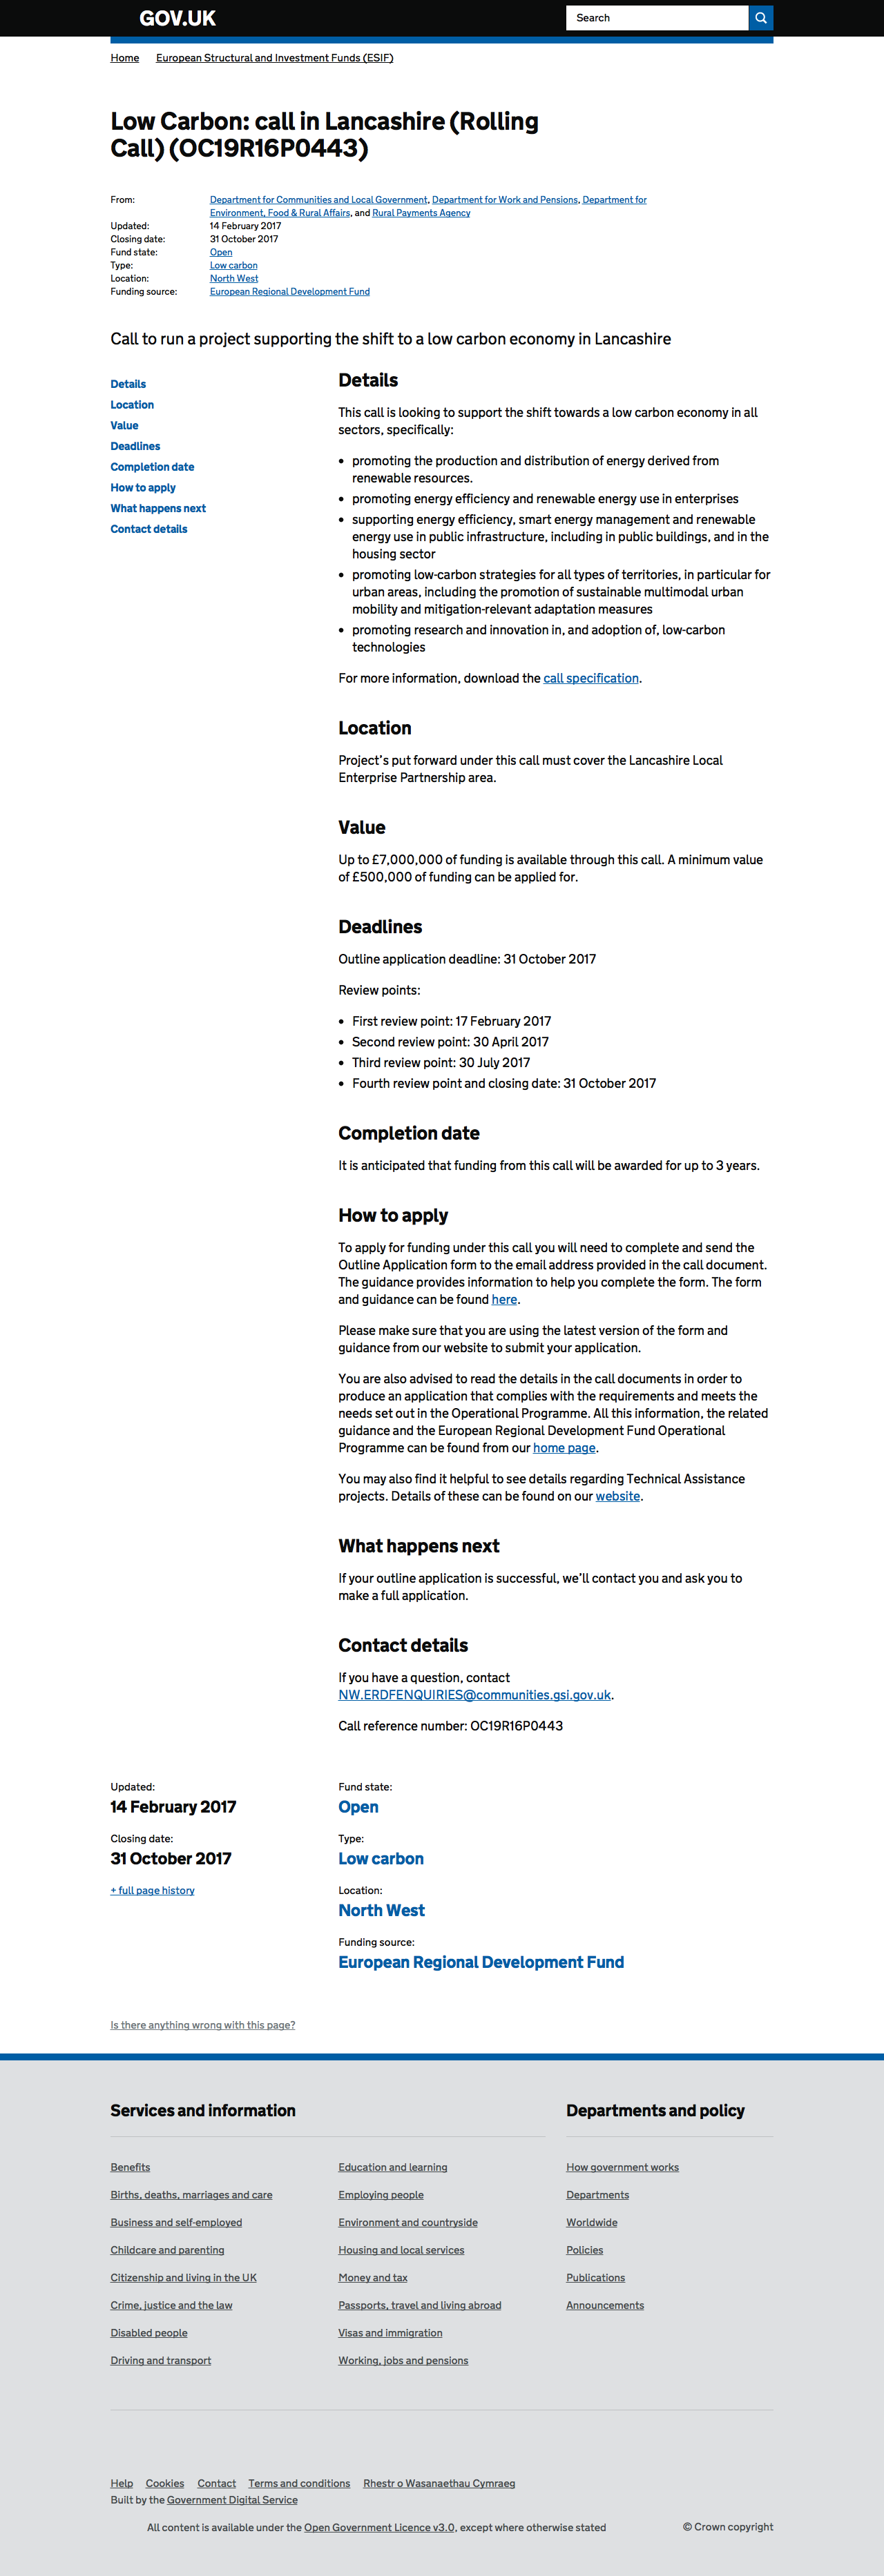 GOV.UK
Search
Home
European Structural and Investment Funds (ESIF)
Low Carbon: call in Lancashire (Rolling
Call) (OC19R16P0443)
From:
Department for Communities and Local Government, Department for Work and Pensions, Department for
Environment, Food & Rural Affairs, and Rural Payments Agency
Updated:
14 February 2017
Closing date:
31 October 2017
Fund state:
Open
Type:
Low carbon
Location:
North West
Funding source:
European Regional Development Fund
Call to run a project supporting the shift to a low carbon economy in Lancashire
Details
Location
Value
Deadlines
Completion date
How to apply
What happens next
Contact details
Details
This call is looking to support the shift towards a low carbon economy in all
sectors, specifically:
• promoting the production and distribution of energy derived from
renewable resources.
• promoting energy efficiency and renewable energy use in enterprises
• supporting energy efficiency, smart energy management and renewable
energy use in public infrastructure, including in public buildings, and in the
housing sector
• promoting low-carbon strategies for all types of territories, in particular for
urban areas, including the promotion of sustainable multimodal urban
mobility and mitigation-relevant adaptation measures
• promoting research and innovation in, and adoption of, low-carbon
technologies
For more information, download the call specification.
Location
Project's put forward under this call must cover the Lancashire Local
Enterprise Partnership area.
Value
Up to £7,000,000 of funding is available through this call. A minimum value
of £500,000 of funding can be applied for.
Deadlines
Outline application deadline: 31 October 2017
Review points:
• First review point: 17 February 2017
• Second review point: 30 April 2017
• Third review point: 30 July 2017
• Fourth review point and closing date: 31 October 2017
Completion date
It is anticipated that funding from this call will be awarded for up to 3 years.
How to apply
To apply for funding under this call you will need to complete and send the
Outline Application form to the email address provided in the call document.
The guidance provides information to help you complete the form. The form
and guidance can be found here.
Please make sure that you are using the latest version of the form and
guidance from our website to submit your application.
You are also advised to read the details in the call documents in order to
produce an application that complies with the requirements and meets the
needs set out in the Operational Programme. All this information, the related
guidance and the European Regional Development Fund Operational
Programme can be found from our home page.
You may also find it helpful to see details regarding Technical Assistance
projects. Details of these can be found on our website.
What happens next
If your outline application is successful, we'll contact you and ask you to
make a full application.
Contact details
If you have a question, contact
NW.ERDFENQUIRIES@communities.gsi.gov.uk.
Call reference number: OC19R16P0443
Updated:
14 February 2017
Closing date:
31 October 2017
+ full page history
Fund state:
Open
Type:
Low carbon
Location:
North West
Funding source:
European Regional Development Fund
Is there anything wrong with this page?
Services and information
Benefits
Births, deaths, marriages and care
Business and self-employed
Childcare and parenting
Citizenship and living in the UK
Crime, justice and the law
Disabled people
Driving and transport
Education and learning
Employing people
Environment and countryside
Housing and local services
Money and tax
Passports, travel and living abroad
Visas and immigration
Working, jobs and pensions
Departments and policy
How government works
Departments
Worldwide
Policies
Publications
Announcements
Help
Cookies
Contact
Terms and conditions
Rhestr o Wasanaethau Cymraeg
Built by the Government Digital Service
All content is available under the Open Government Licence v3.0, except where otherwise stated
© Crown copyright